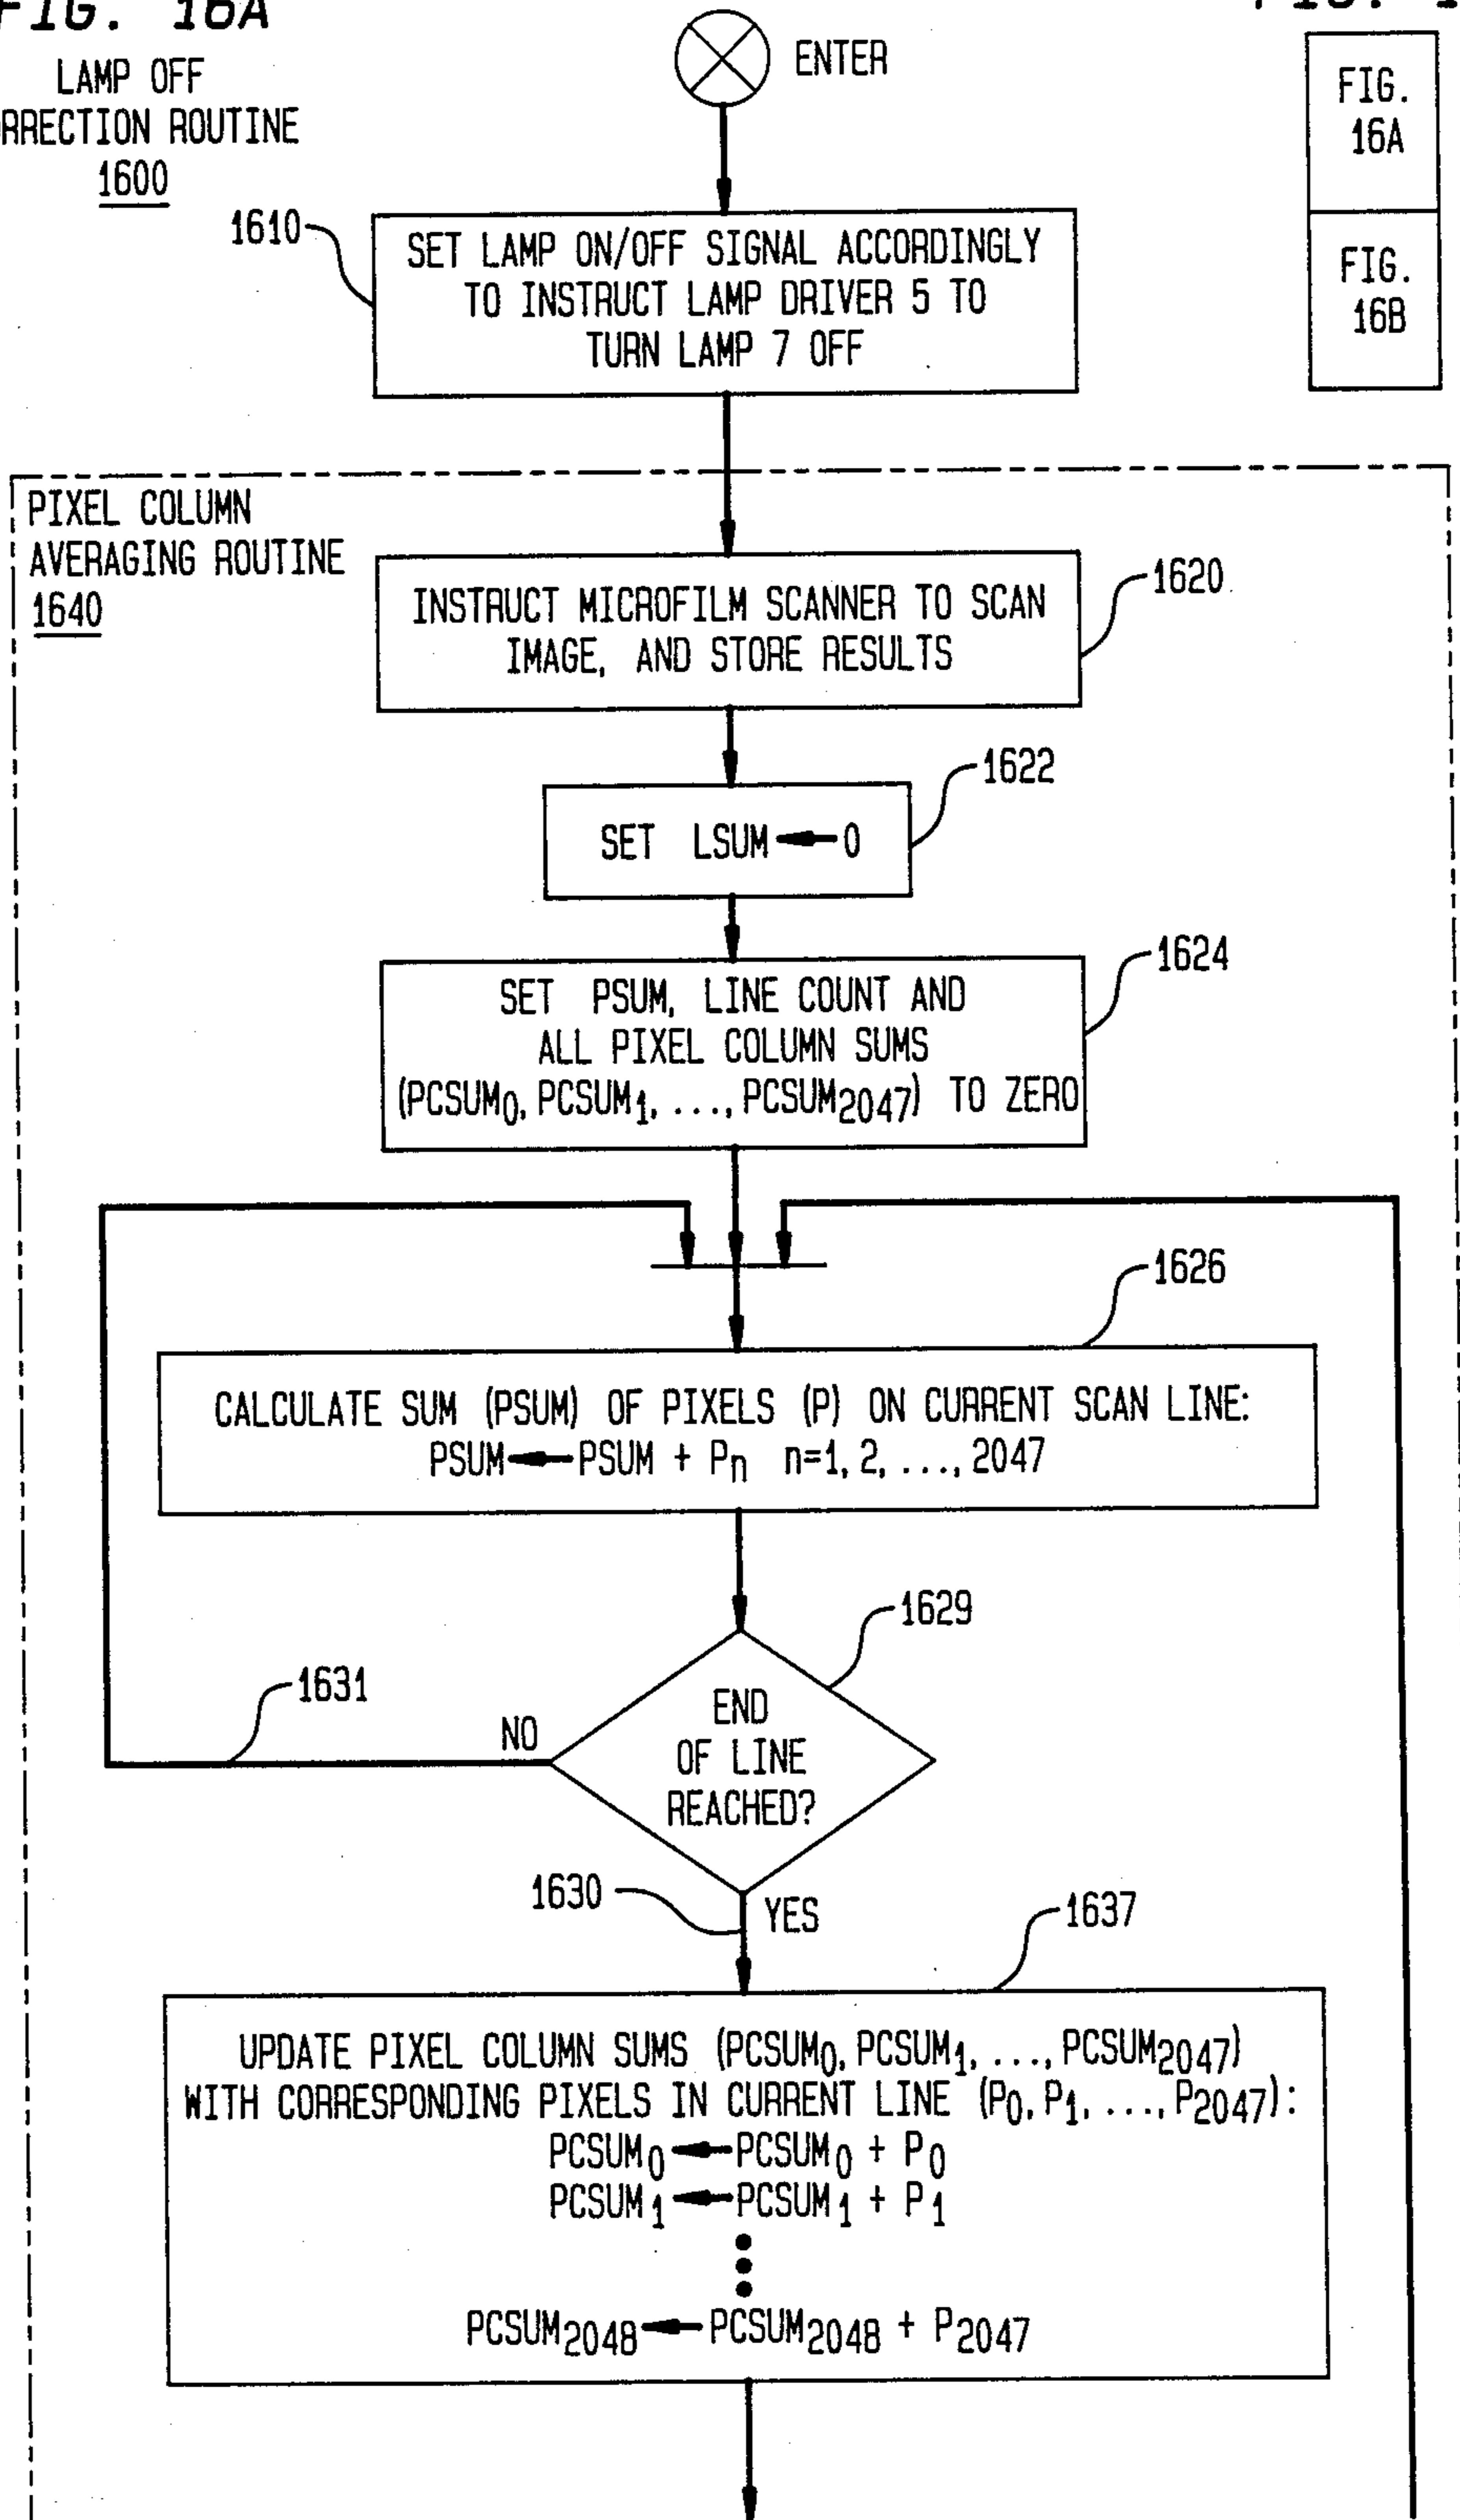 FIG. 16A
LAMP OFF
RRECTION ROUTINE
1600
ENTER
FIG.
16A
FIG.
16B
1610
SET LAMP ON/OFF SIGNAL ACCORDINGLY
TO INSTRUCT LAMP DRIVER 5 TO
TURN LAMP 7 OFF
PIXEL COLUMN
AVERAGING ROUTINE
1640
INSTRUCT MICROFILM SCANNER TO SCAN
IMAGE, AND STORE RESULTS
1620
SET LSUM ← 0
1622
SET PSUM, LINE COUNT AND
ALL PIXEL COLUMN SUMS
(PCSUM₀, PCSUM₁, ..., PCSUM₂₀₄₇) TO ZERO
1624
1626
CALCULATE SUM (PSUM) OF PIXELS (P) ON CURRENT SCAN LINE:
PSUM ← PSUM + Pₙ n=1, 2, ..., 2047
1629
END
OF LINE
REACHED?
NO
1631
1630
YES
1637
UPDATE PIXEL COLUMN SUMS (PCSUM₀, PCSUM₁, ..., PCSUM₂₀₄₇)
WITH CORRESPONDING PIXELS IN CURRENT LINE (P₀, P₁, ..., P₂₀₄₇):
PCSUM₀ ← PCSUM₀ + P₀
PCSUM₁ ← PCSUM₁ + P₁
PCSUM₂₀₄₈ ← PCSUM₂₀₄₈ + P₂₀₄₇